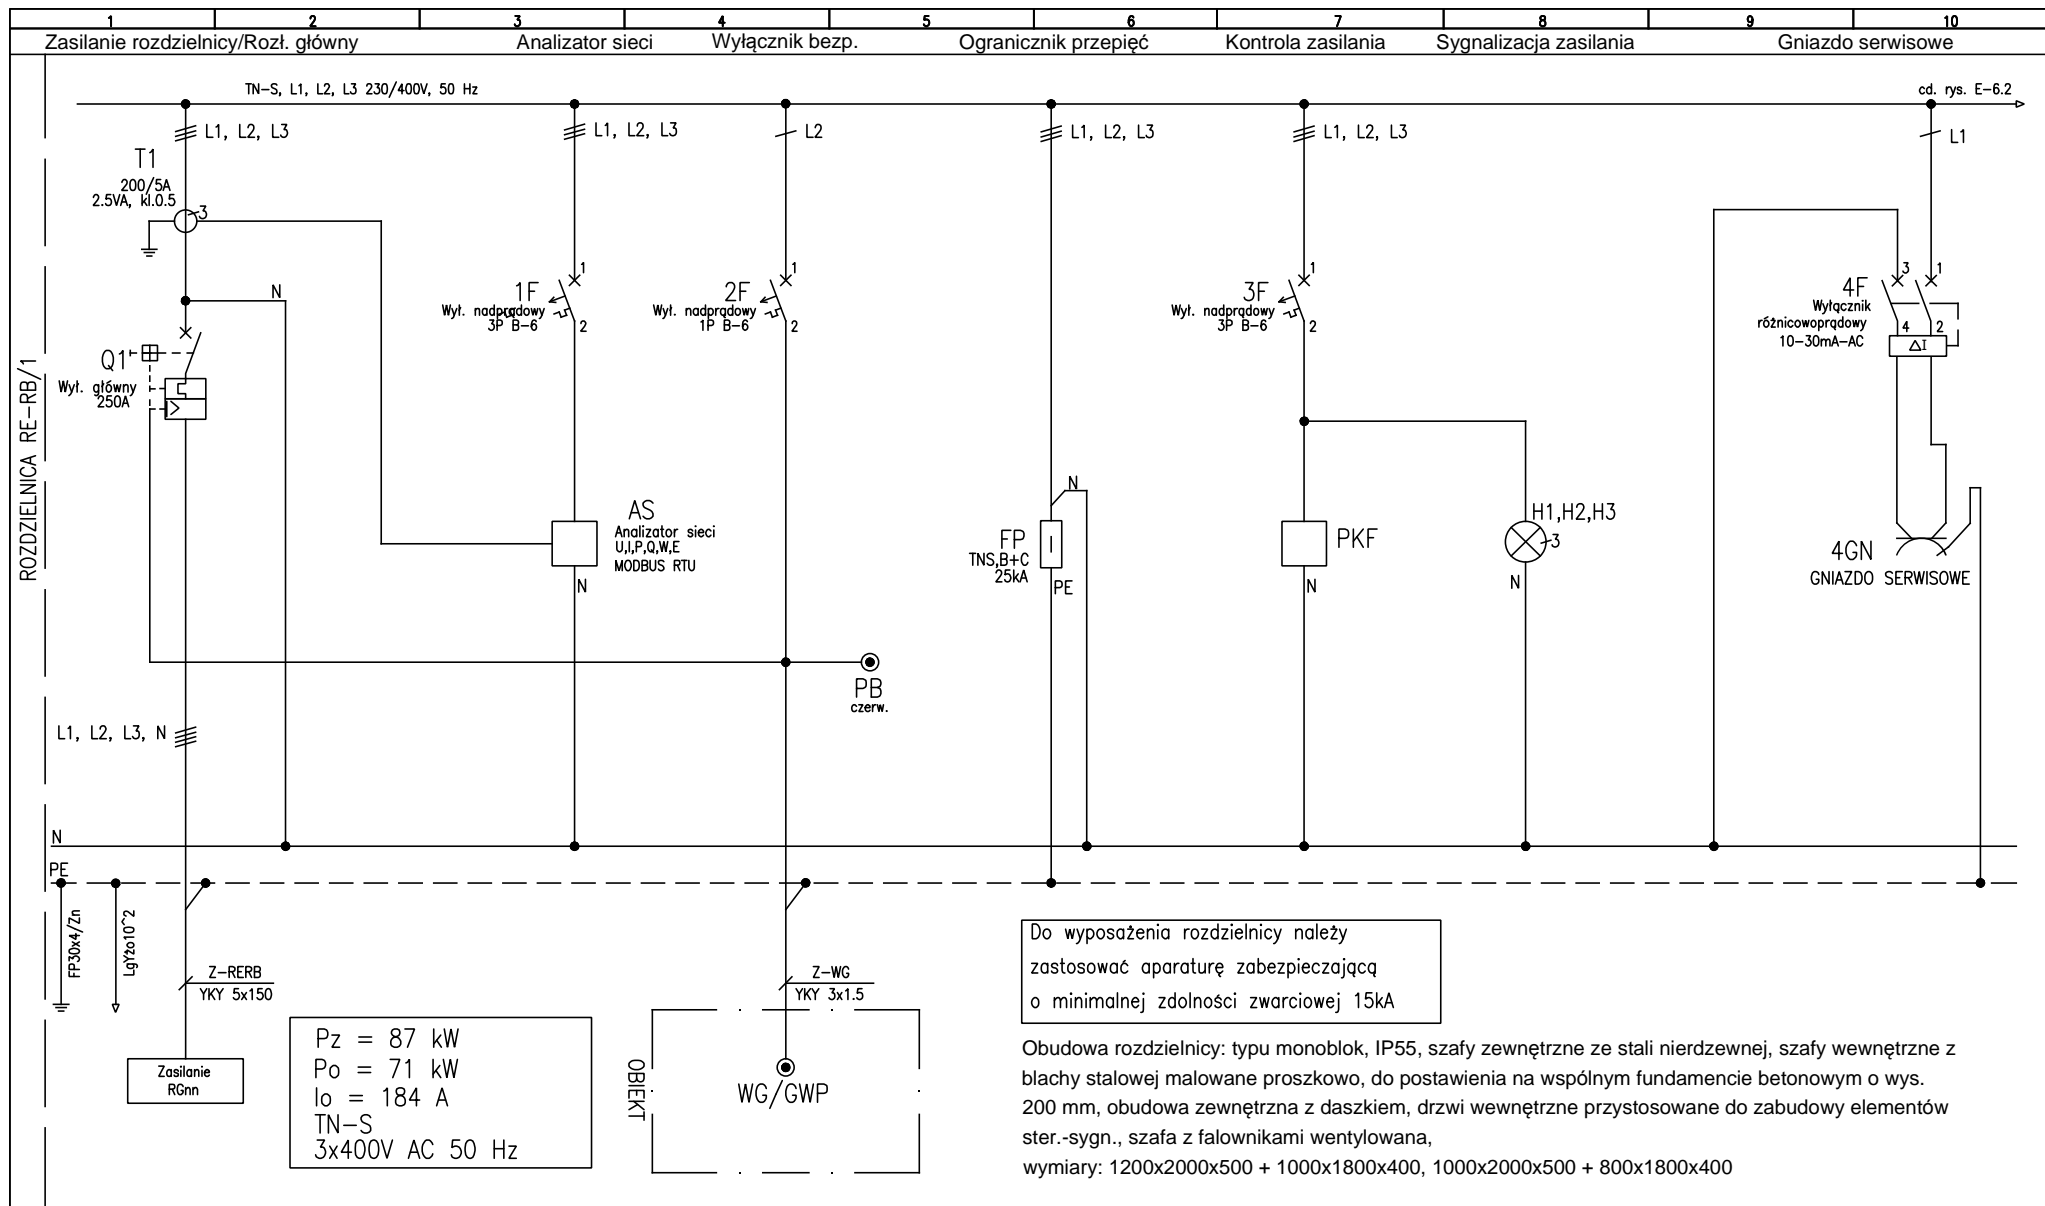 1 2 3 4 5 6 7 8 9 10
Zasilanie rozdzielnicy/Rozł. główny
Analizator sieci
Wyłącznik bezp.
Ogranicznik przepięć
Kontrola zasilania
Sygnalizacja zasilania
Gniazdo serwisowe
ROZDZIELNICA RE-RB/1
TN-S, L1, L2, L3 230/400V, 50 Hz
cd. rys. E-6.2
L1, L2, L3
T1
200/5A
2.5VA, kl.0.5
3
N
Q1
Wył. główny
250A
L1, L2, L3, N
L1, L2, L3
1F
Wył. nadprądowy
3P B-6
1
2
AS
Analizator sieci
U,I,P,Q,W,E
MODBUS RTU
N
L2
2F
Wył. nadprądowy
1P B-6
1
2
PB
czerw.
L1, L2, L3
N
FP
TNS,B+C
25kA
PE
L1, L2, L3
3F
Wył. nadprądowy
3P B-6
1
2
PKF
N
H1,H2,H3
3
N
L1
4F
Wyłącznik
różnicowoprądowy
10-30mA-AC
3
1
4
2
ΔI
4GN
GNIAZDO SERWISOWE
N
PE
FP30x4/Zn
LgYżo10^2
Z-RERB
YKY 5x150
Zasilanie
RGnn
Pz = 87 kW
Po = 71 kW
Io = 184 A
TN-S
3x400V AC 50 Hz
Z-WG
YKY 3x1.5
OBIEKT
WG/GWP
Do wyposażenia rozdzielnicy należy
zastosować aparaturę zabezpieczającą
o minimalnej zdolności zwarciowej 15kA
Obudowa rozdzielnicy: typu monoblok, IP55, szafy zewnętrzne ze stali nierdzewnej, szafy wewnętrzne z
blachy stalowej malowane proszkowo, do postawienia na wspólnym fundamencie betonowym o wys.
200 mm, obudowa zewnętrzna z daszkiem, drzwi wewnętrzne przystosowane do zabudowy elementów
ster.-sygn., szafa z falownikami wentylowana,
wymiary: 1200x2000x500 + 1000x1800x400, 1000x2000x500 + 800x1800x400